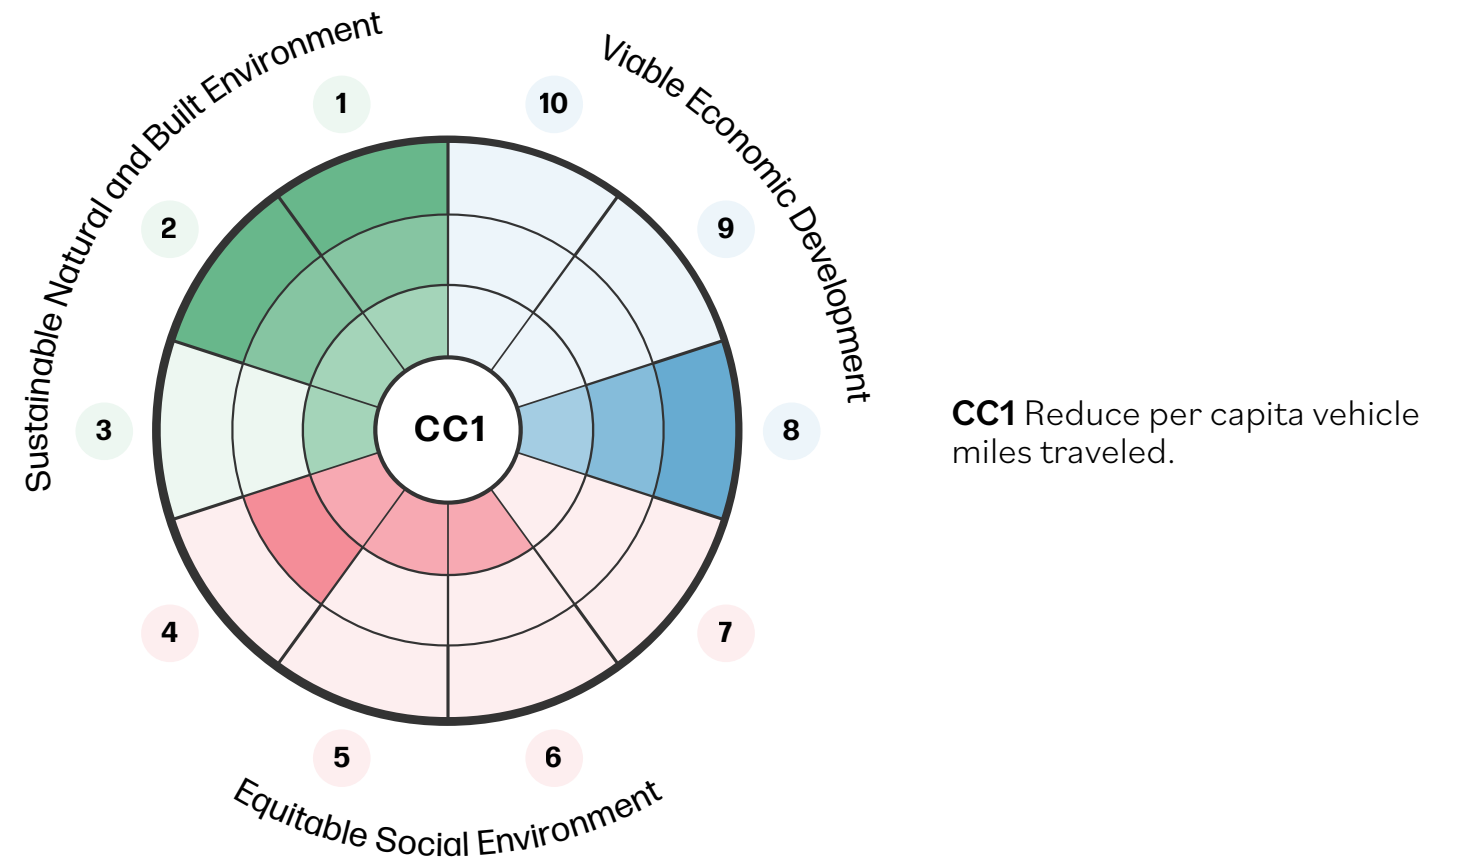 Sustainable Natural and Built Environment
Viable Economic Development
1
10
2
9
3
CC1
8
4
7
5
6
Equitable Social Environment
CC1 Reduce per capita vehicle
miles traveled.